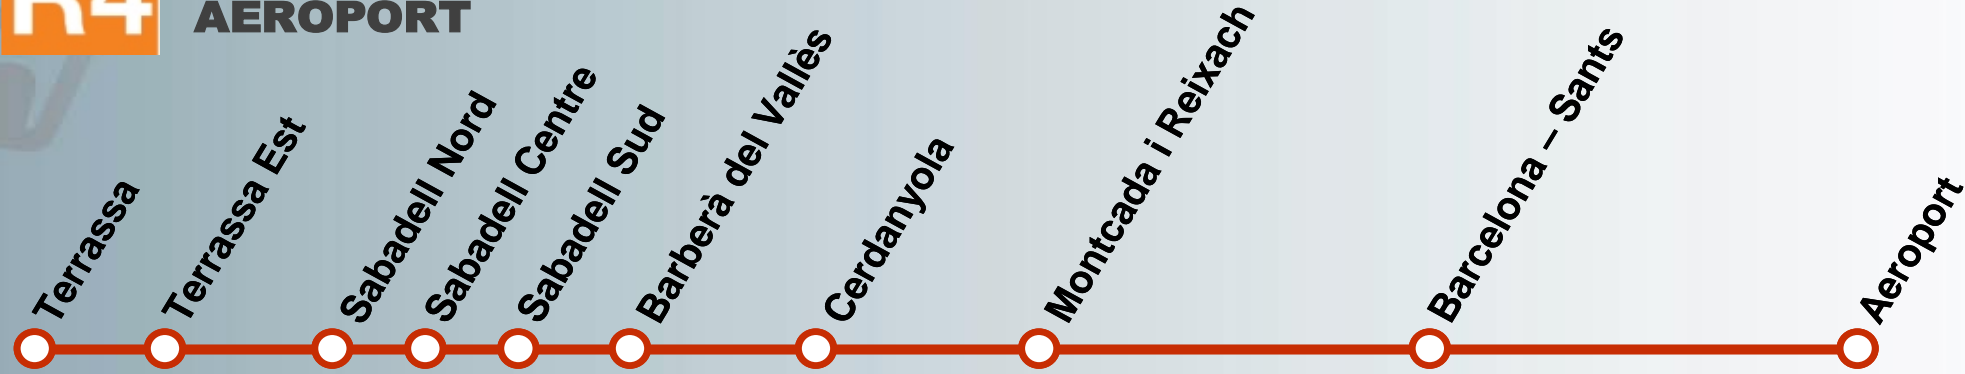 R4
AEROPORT
Terrassa
Terrassa Est
Sabadell Nord
Sabadell Centre
Sabadell Sud
Barberà del Vallès
Cerdanyola
Montcada i Reixach
Barcelona – Sants
Aeroport